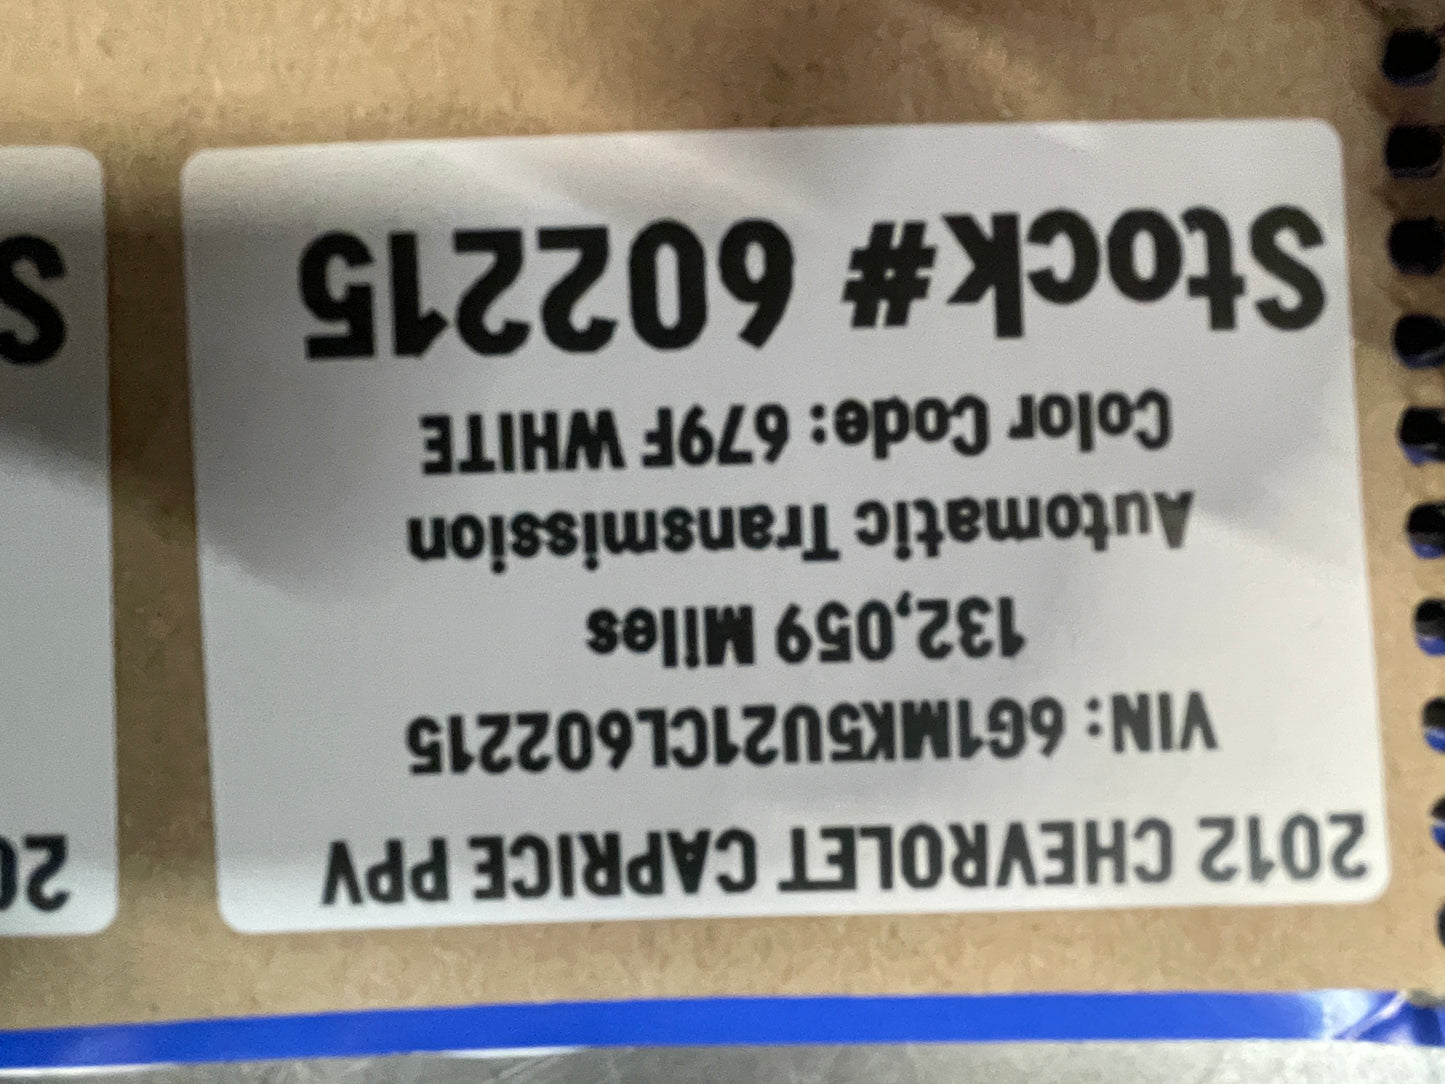 2012 CHEVROLET CAPRICE PPV
VIN: 6G1MK5U21CL602215
132,059 Miles
Automatic Transmission
Color Code: 679F WHITE
Stock# 602215